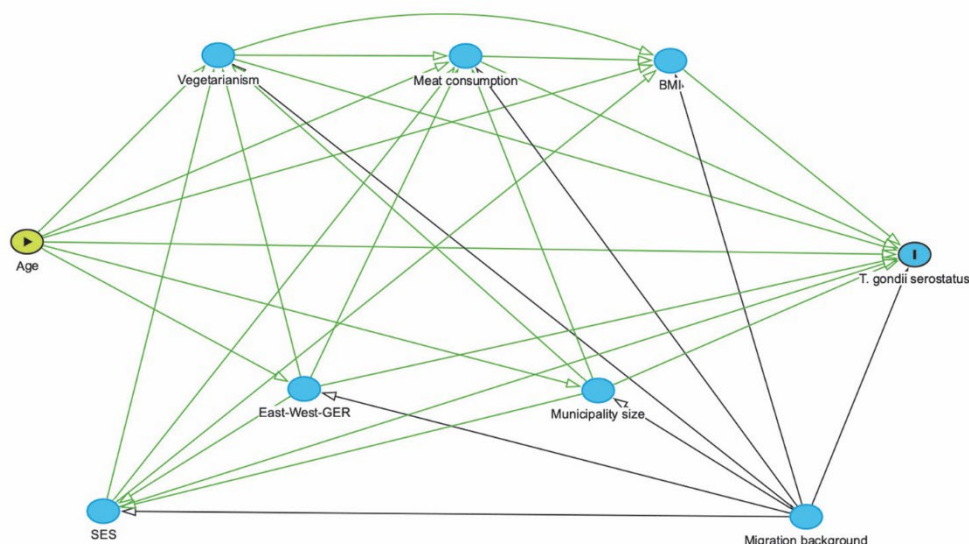 Vegetarianism
Meat consumption
BMI
Age
T. gondii serostatus
East-West-GER
Municipality size
SES
Migration background